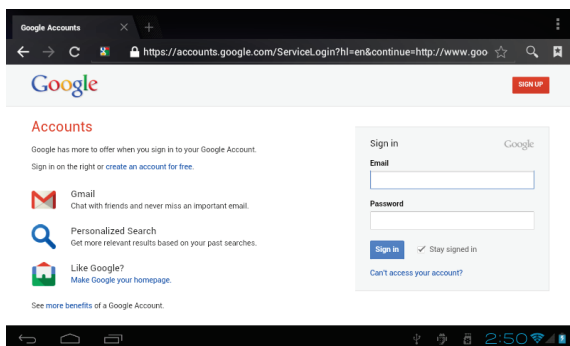 Google Accounts
https://accounts.google.com/ServiceLogin?hl=en&continue=http://www.goo
Google
SIGN UP
Accounts
Google has more to offer when you sign in to your Google Account.
Sign in on the right or create an account for free.
Gmail
Chat with friends and never miss an important email.
Personalized Search
Get more relevant results based on your past searches.
Like Google?
Make Google your homepage.
See more benefits of a Google Account.
Sign in Google
Email
Password
Sign in Stay signed in
Can't access your account?
2:50